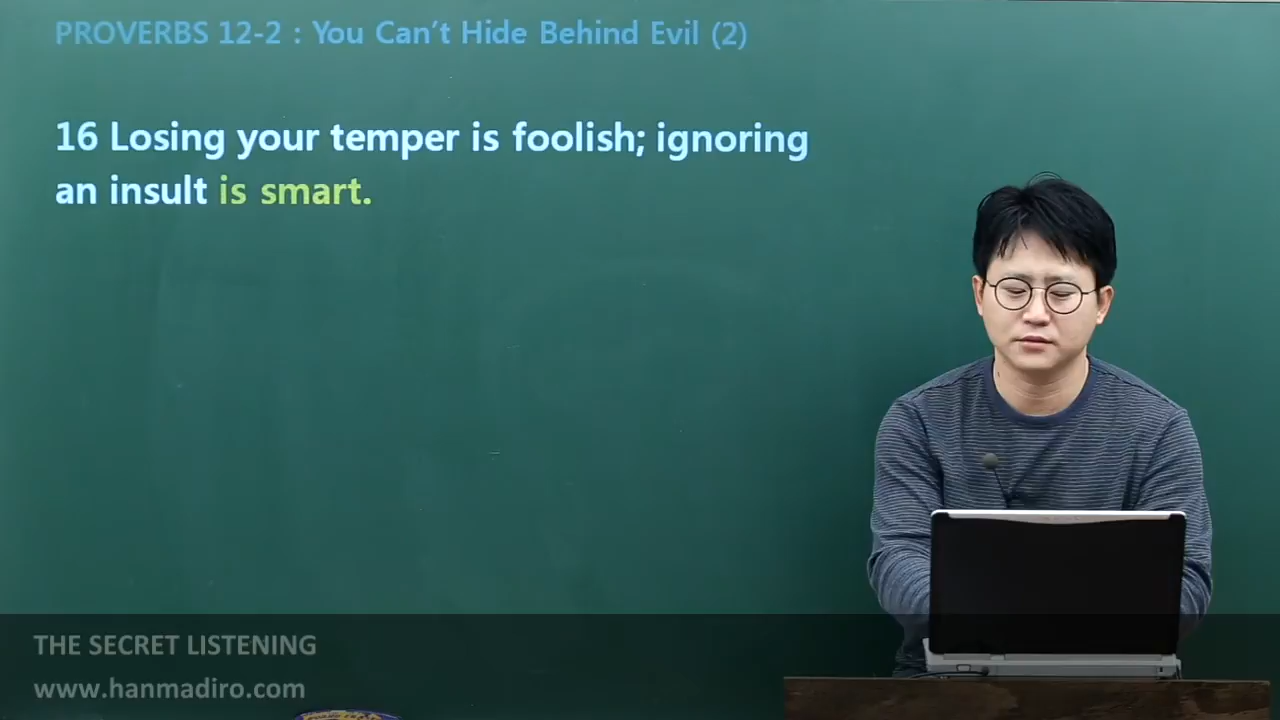 PROVERBS 12-2 : You Can't Hide Behind Evil (2)
16 Losing your temper is foolish; ignoring
an insult is smart.
THE SECRET LISTENING
www.hanmadiro.com